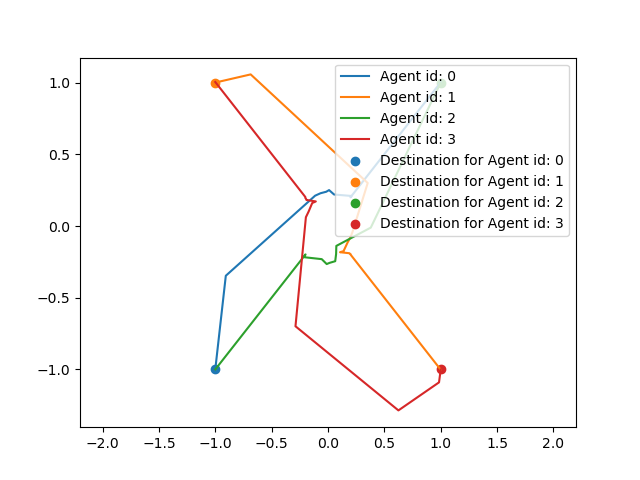 1.0
0.5
0.0
−0.5
−1.0
−2.0 −1.5 −1.0 −0.5 0.0 0.5 1.0 1.5 2.0
Agent id: 0
Agent id: 1
Agent id: 2
Agent id: 3
Destination for Agent id: 0
Destination for Agent id: 1
Destination for Agent id: 2
Destination for Agent id: 3